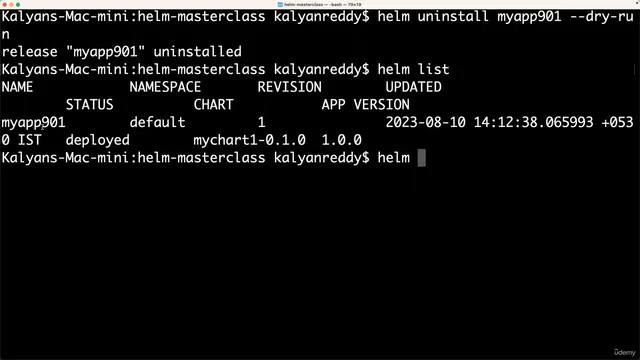 helm-masterclass — -bash — 79×19
Kalyans-Mac-mini:helm-masterclass kalyanreddy$ helm uninstall myapp901 --dry-ru
n
release "myapp901" uninstalled
Kalyans-Mac-mini:helm-masterclass kalyanreddy$ helm list
NAME NAMESPACE REVISION UPDATED
STATUS CHART APP VERSION
myapp901 default 1 2023-08-10 14:12:38.065993 +053
0 IST deployed mychart1-0.1.0 1.0.0
Kalyans-Mac-mini:helm-masterclass kalyanreddy$ helm
udemy